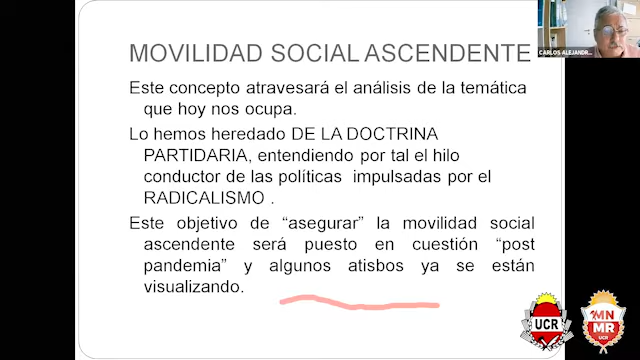 MOVILIDAD SOCIAL ASCENDENTE
CARLOS ALEJANDR...
Este concepto atravesará el análisis de la temática
que hoy nos ocupa.
Lo hemos heredado DE LA DOCTRINA
PARTIDARIA, entendiendo por tal el hilo
conductor de las políticas impulsadas por el
RADICALISMO .
Este objetivo de “asegurar” la movilidad social
ascendente será puesto en cuestión “post
pandemia” y algunos atisbos ya se están
visualizando.
UCR
MN
MR
UCR